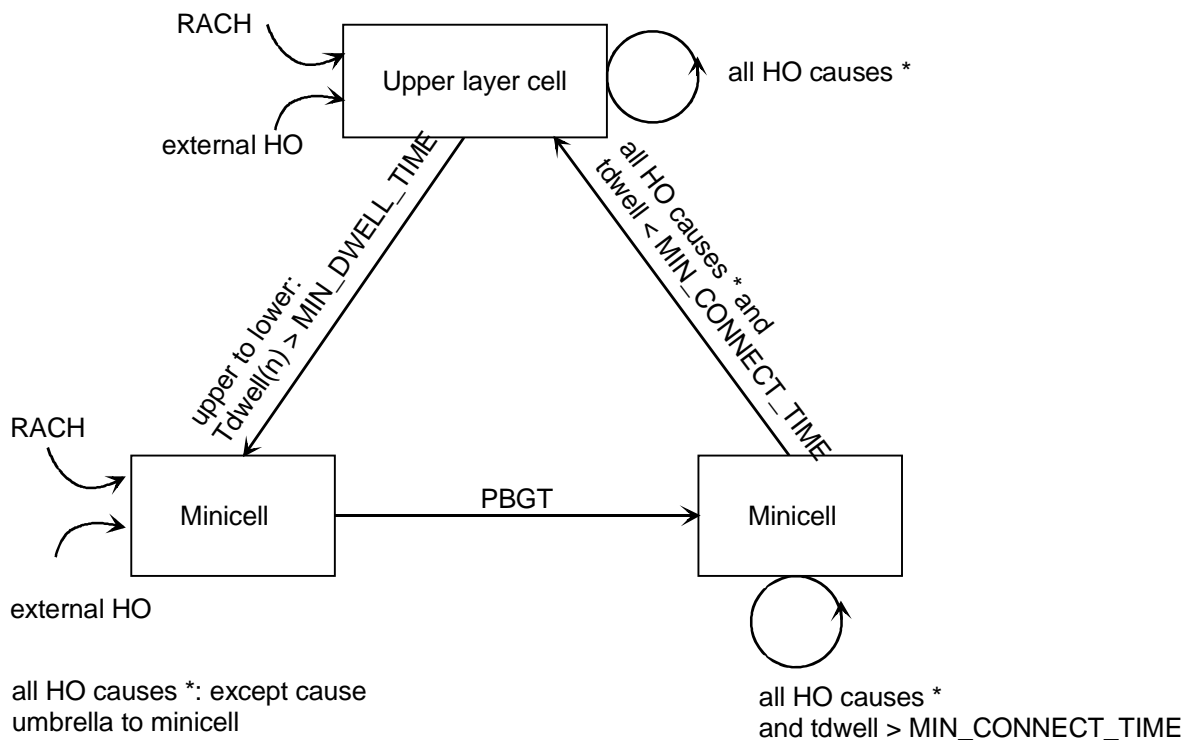 RACH
Upper layer cell
all HO causes *
external HO
all HO causes * and
tdwell < MIN_CONNECT_TIME
upper to lower:
Tdwell(n) > MIN_DWELL_TIME
RACH
Minicell
PBGT
Minicell
external HO
all HO causes *: except cause
umbrella to minicell
all HO causes *
and tdwell > MIN_CONNECT_TIME